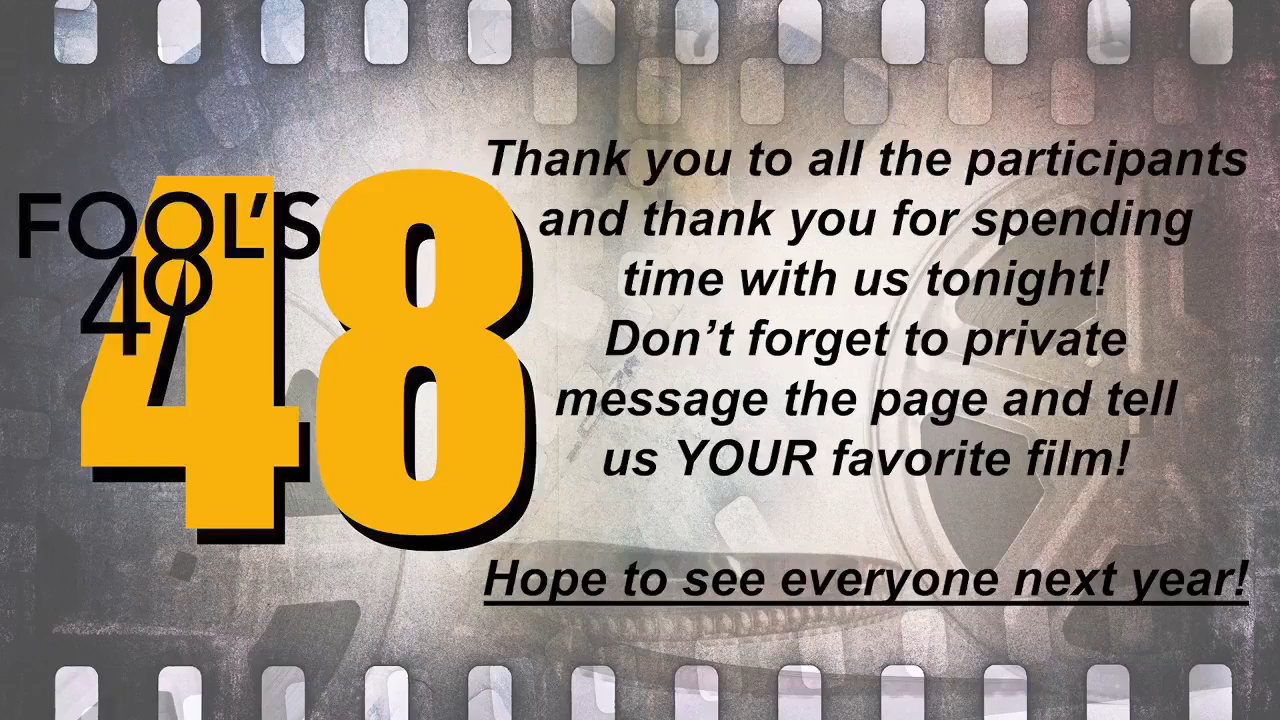 FOOL'S
48
48
Thank you to all the participants
and thank you for spending
time with us tonight!
Don't forget to private
message the page and tell
us YOUR favorite film!
Hope to see everyone next year!